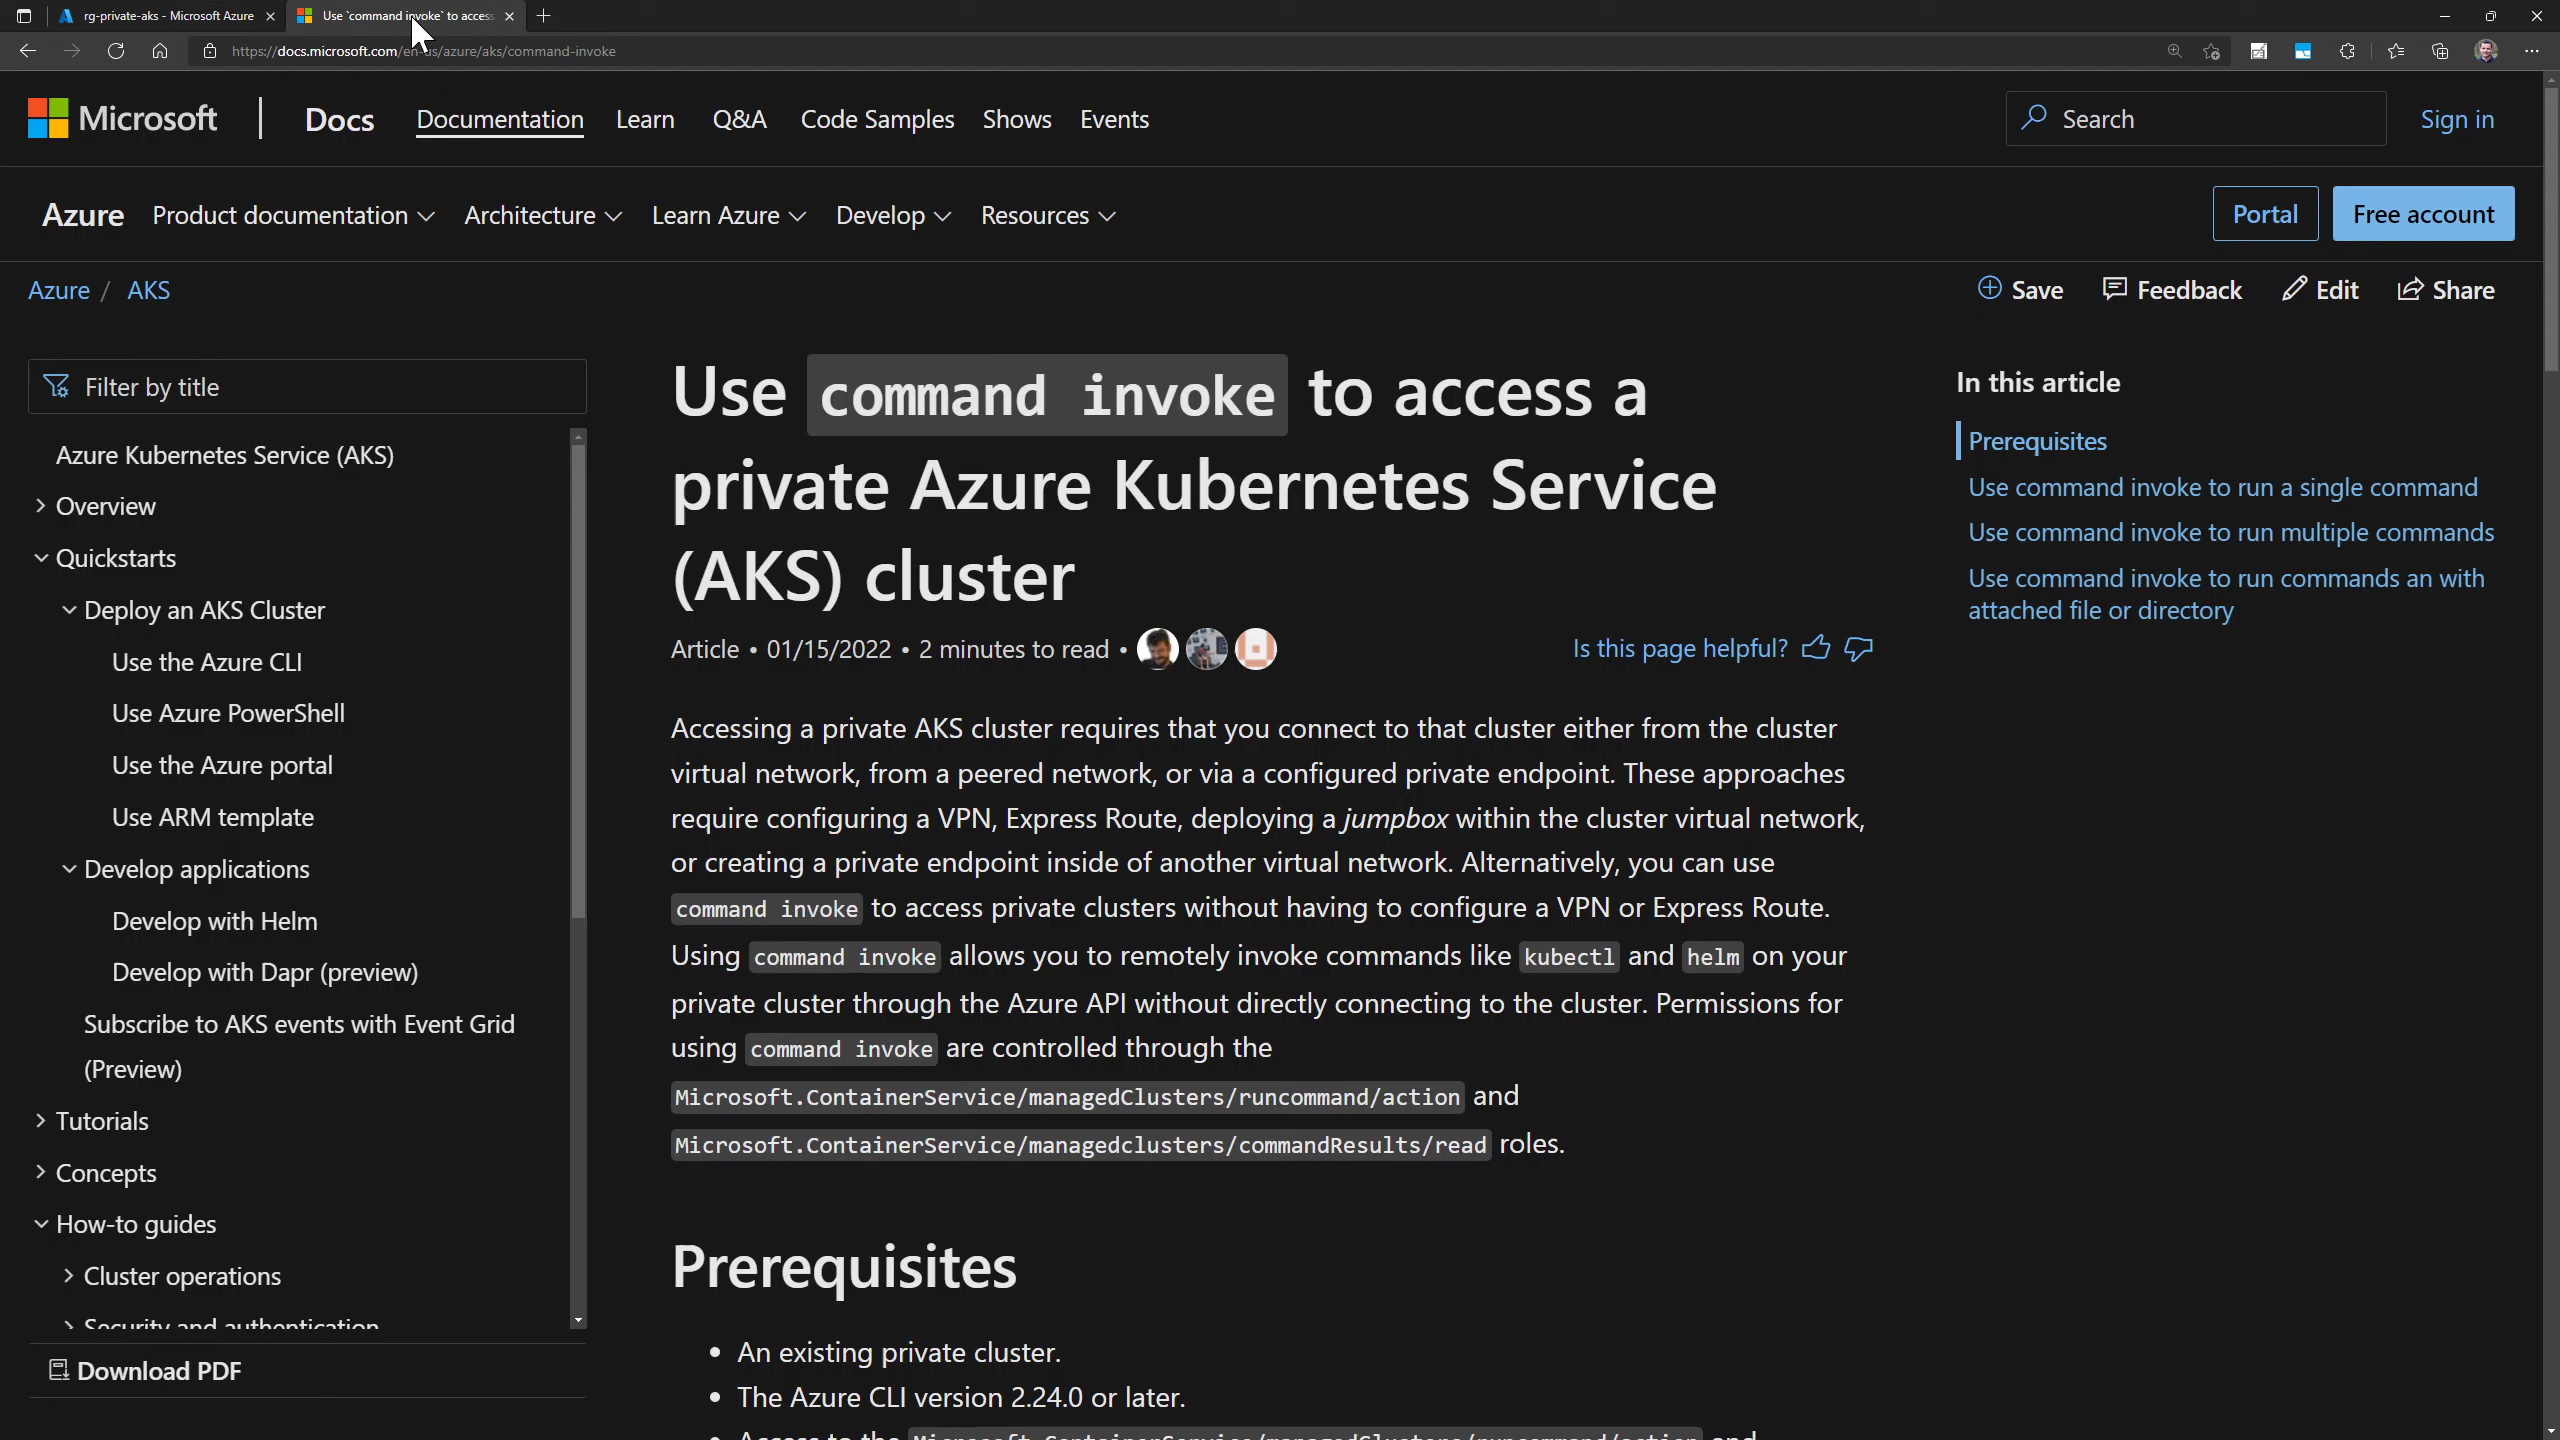 rg-private-aks - Microsoft Azure
Use `command invoke` to access
https://docs.microsoft.com/en-us/azure/aks/command-invoke
Microsoft
Docs
Documentation
Learn
Q&A
Code Samples
Shows
Events
Search
Sign in
Azure
Product documentation
Architecture
Learn Azure
Develop
Resources
Portal
Free account
Azure / AKS
Save
Feedback
Edit
Share
Filter by title
Azure Kubernetes Service (AKS)
Overview
Quickstarts
Deploy an AKS Cluster
Use the Azure CLI
Use Azure PowerShell
Use the Azure portal
Use ARM template
Develop applications
Develop with Helm
Develop with Dapr (preview)
Subscribe to AKS events with Event Grid
(Preview)
Tutorials
Concepts
How-to guides
Cluster operations
Security and authentication
Download PDF
Use command invoke to access a
private Azure Kubernetes Service
(AKS) cluster
Article • 01/15/2022 • 2 minutes to read •
Is this page helpful?
Accessing a private AKS cluster requires that you connect to that cluster either from the cluster
virtual network, from a peered network, or via a configured private endpoint. These approaches
require configuring a VPN, Express Route, deploying a jumpbox within the cluster virtual network,
or creating a private endpoint inside of another virtual network. Alternatively, you can use
command invoke to access private clusters without having to configure a VPN or Express Route.
Using command invoke allows you to remotely invoke commands like kubectl and helm on your
private cluster through the Azure API without directly connecting to the cluster. Permissions for
using command invoke are controlled through the
Microsoft.ContainerService/managedClusters/runcommand/action and
Microsoft.ContainerService/managedclusters/commandResults/read roles.
Prerequisites
• An existing private cluster.
• The Azure CLI version 2.24.0 or later.
• Access to the Microsoft.ContainerService/managedClusters/runcommand/action and
In this article
Prerequisites
Use command invoke to run a single command
Use command invoke to run multiple commands
Use command invoke to run commands an with
attached file or directory